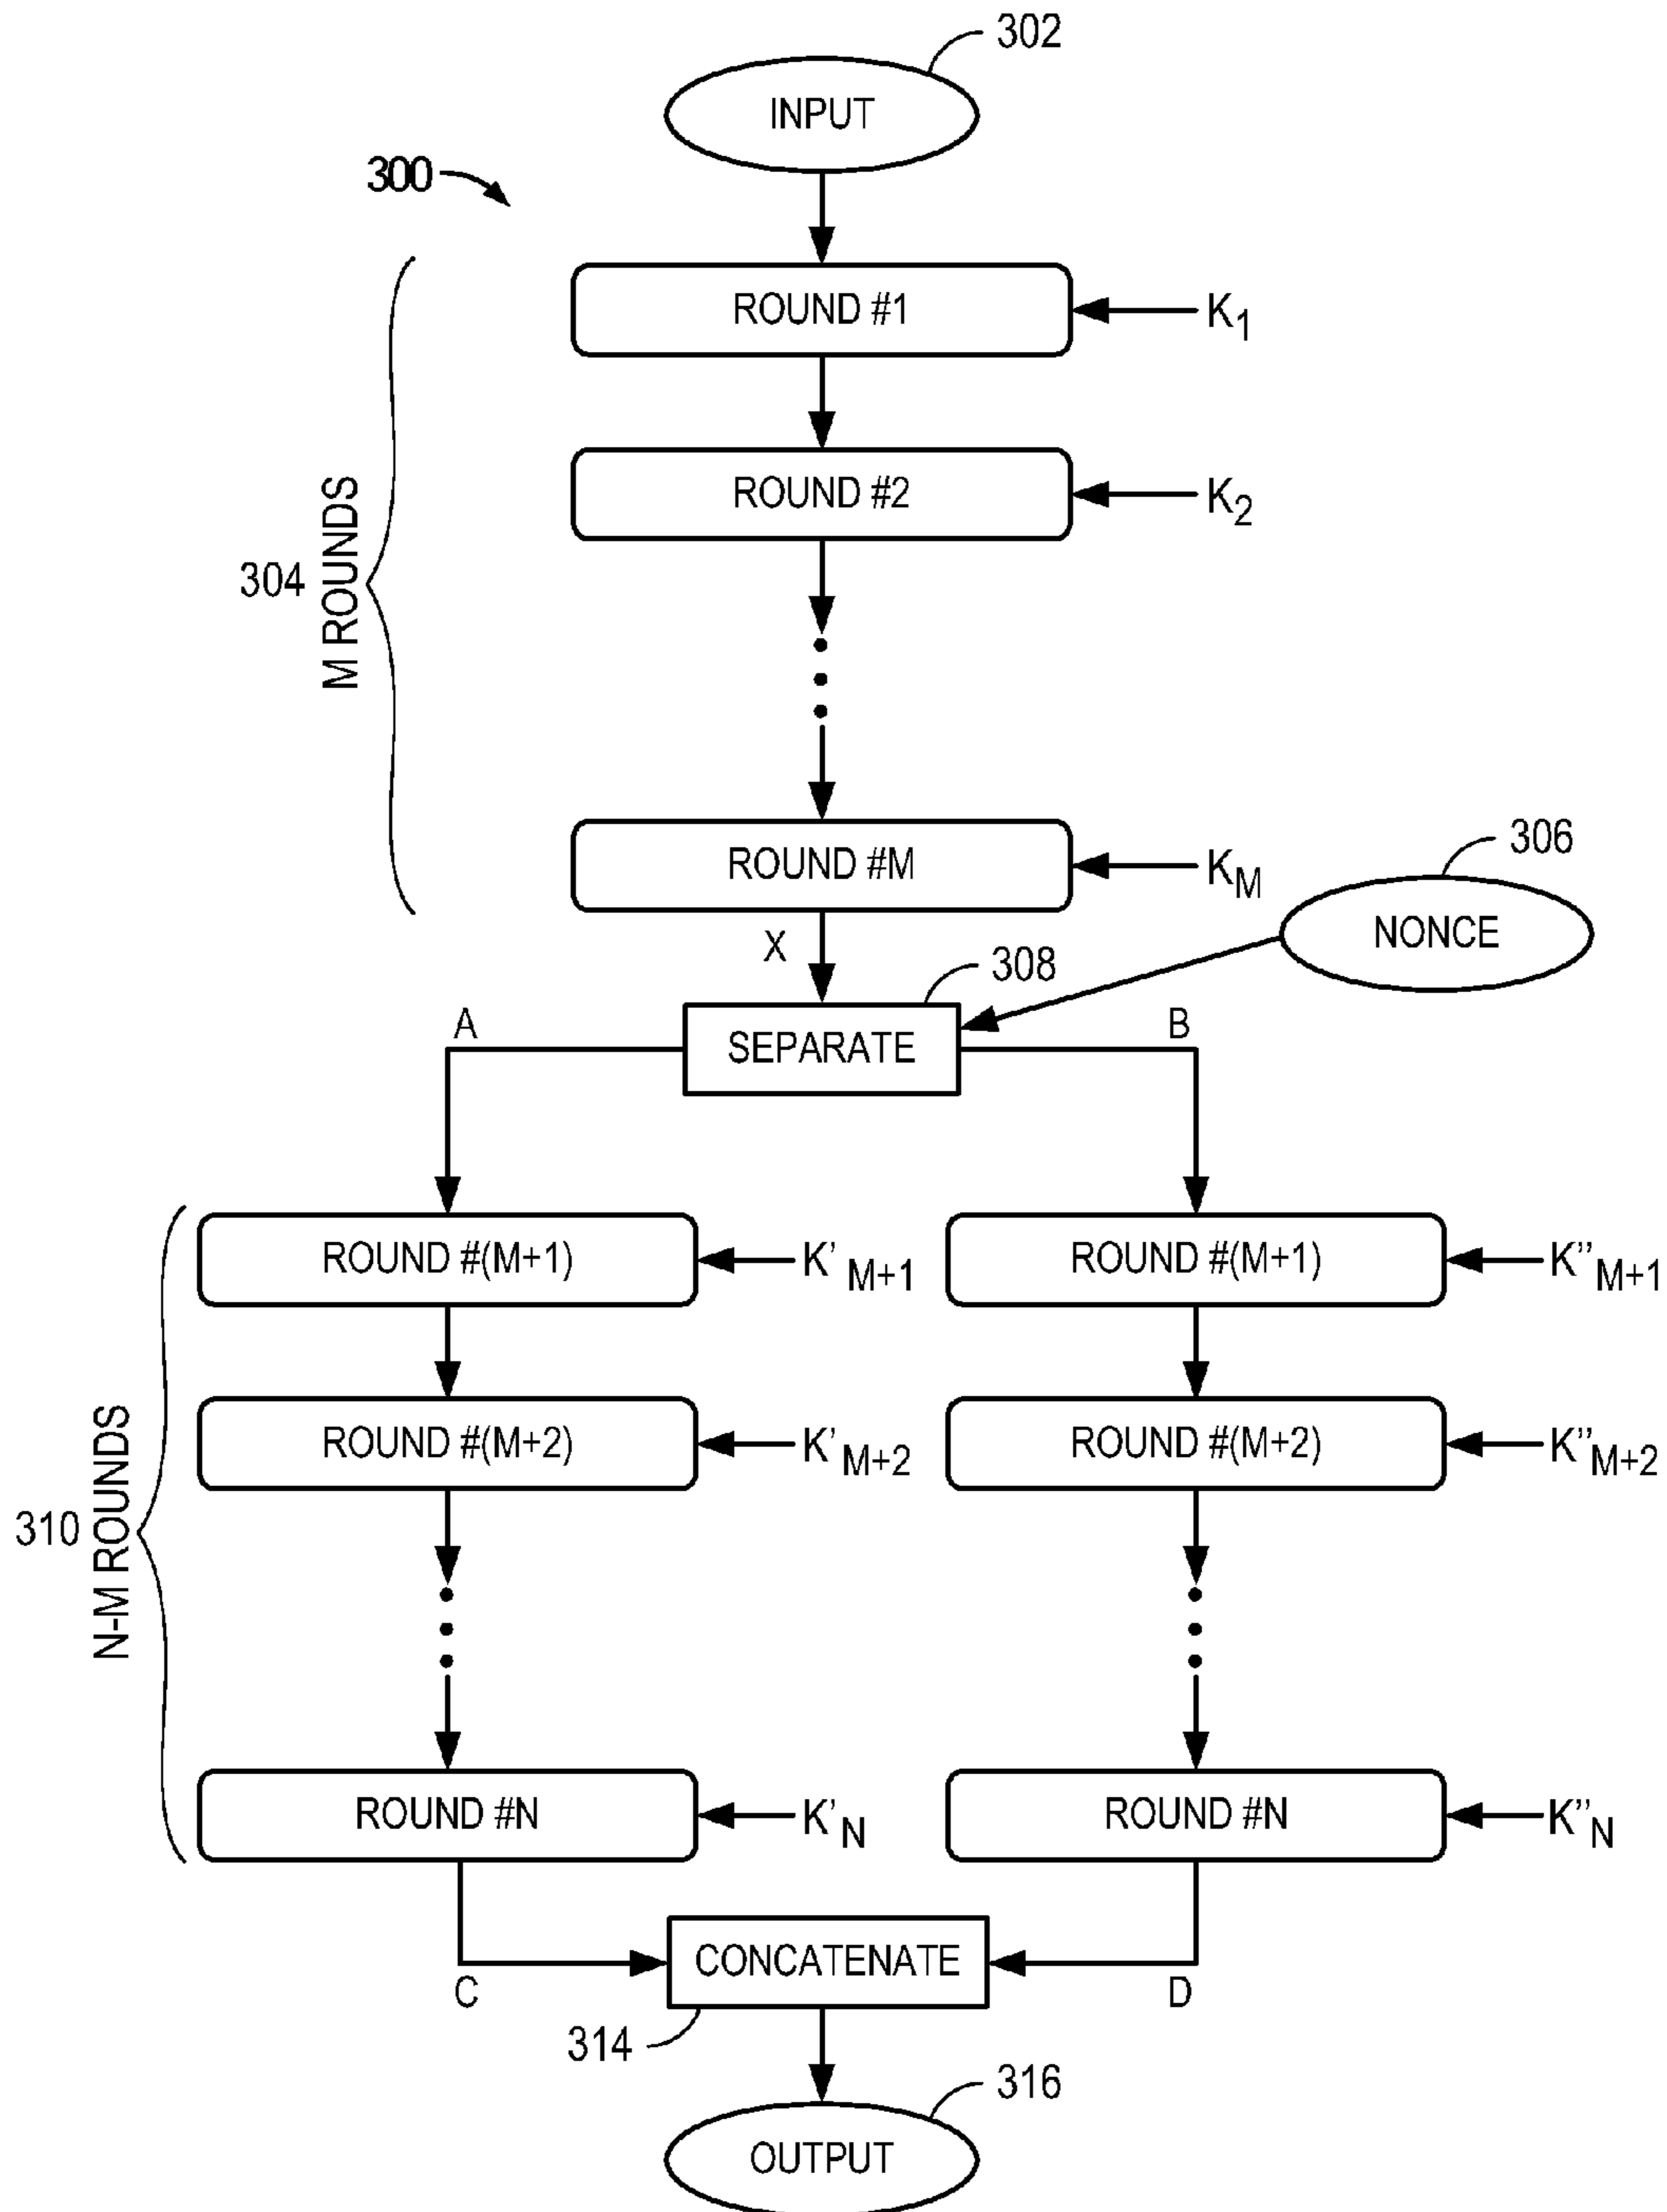 302
INPUT
300
ROUND #1
K1
ROUND #2
K2
304
M ROUNDS
ROUND #M
KM
306
NONCE
X
308
SEPARATE
A
B
ROUND #(M+1)
K'M+1
ROUND #(M+1)
K''M+1
ROUND #(M+2)
K'M+2
ROUND #(M+2)
K''M+2
310
N-M ROUNDS
ROUND #N
K'N
ROUND #N
K''N
CONCATENATE
C
D
314
316
OUTPUT